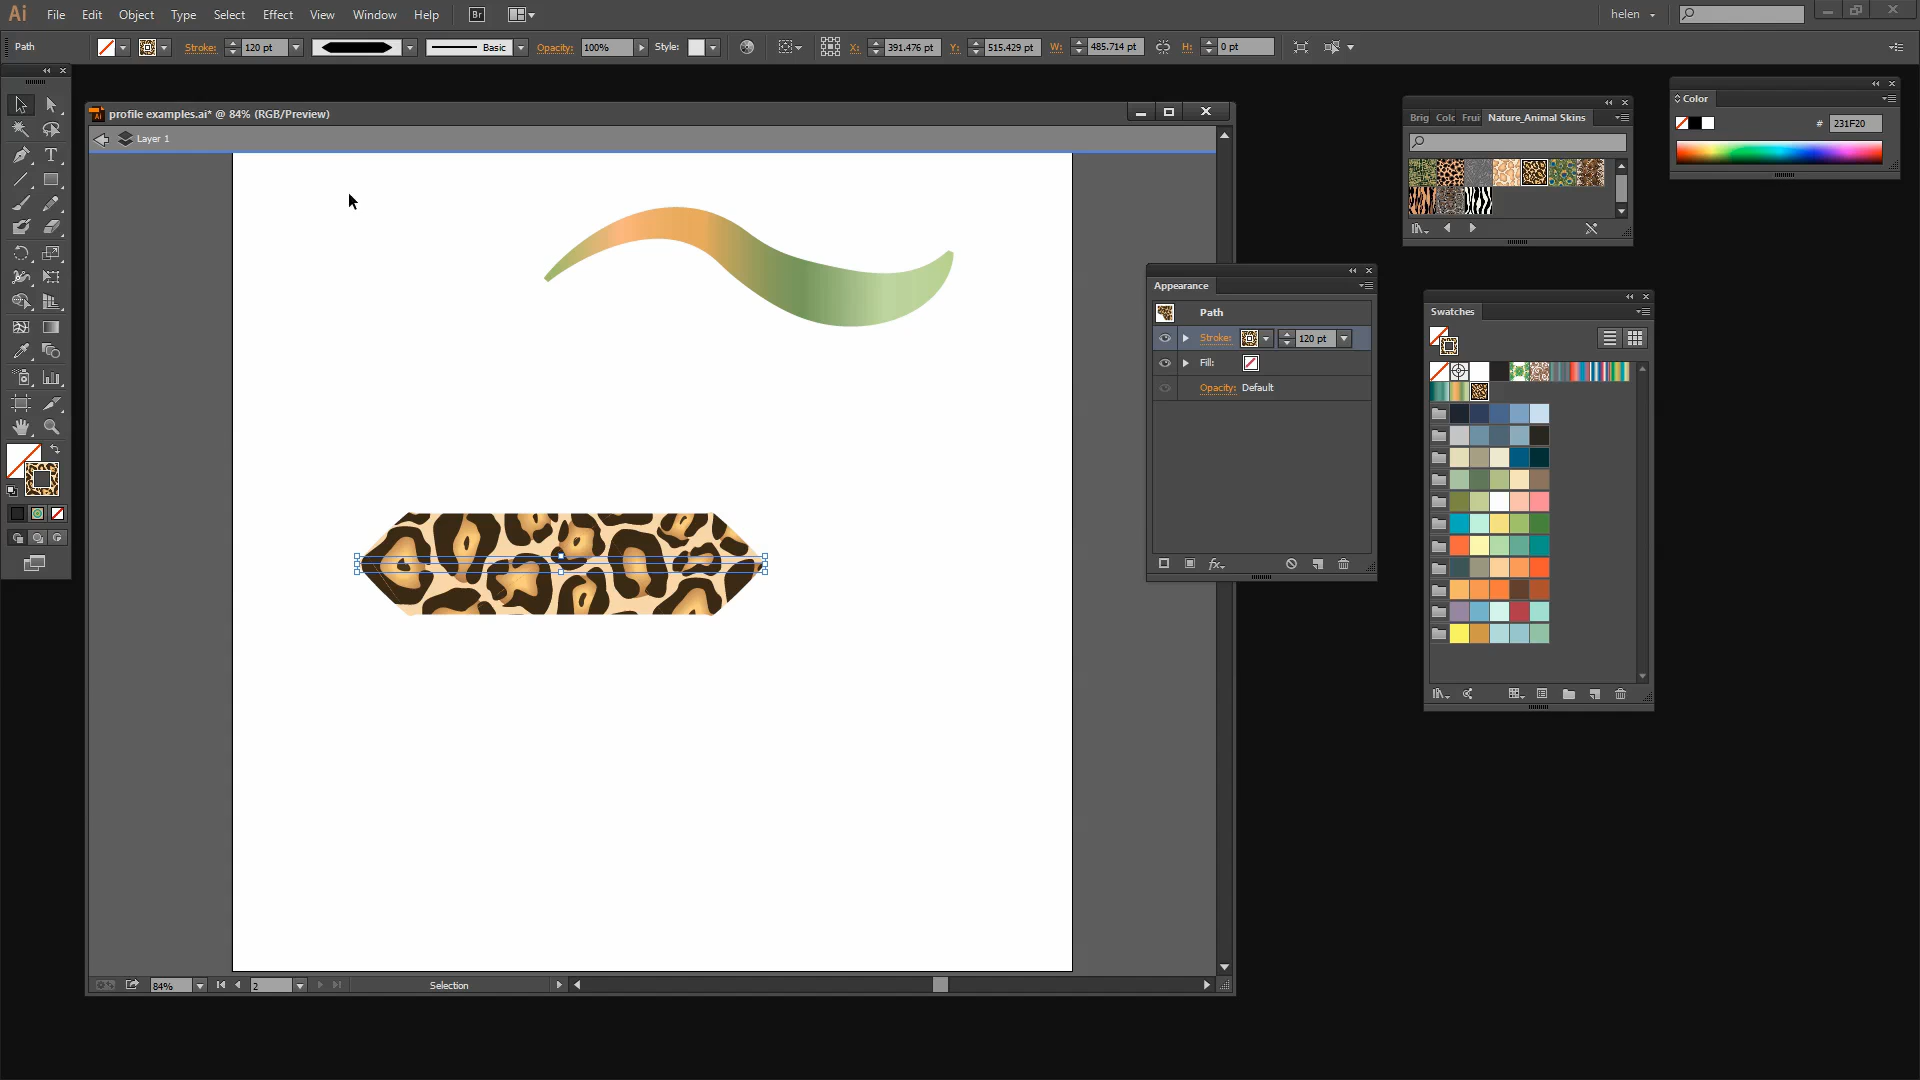 Ai File Edit Object Type Select Effect View Window Help Br helen
Path Stroke: 120 pt Basic Opacity: 100% Style: X: 391.476 pt Y: 515.429 pt W: 485.714 pt H: 0 pt
profile examples.ai* @ 84% (RGB/Preview)
Layer 1
Brig Colc Frui Nature_Animal Skins
Color
# 231F20
Appearance
Path
Stroke: 120 pt
Fill:
Opacity: Default
fx
Swatches
84% 2 Selection